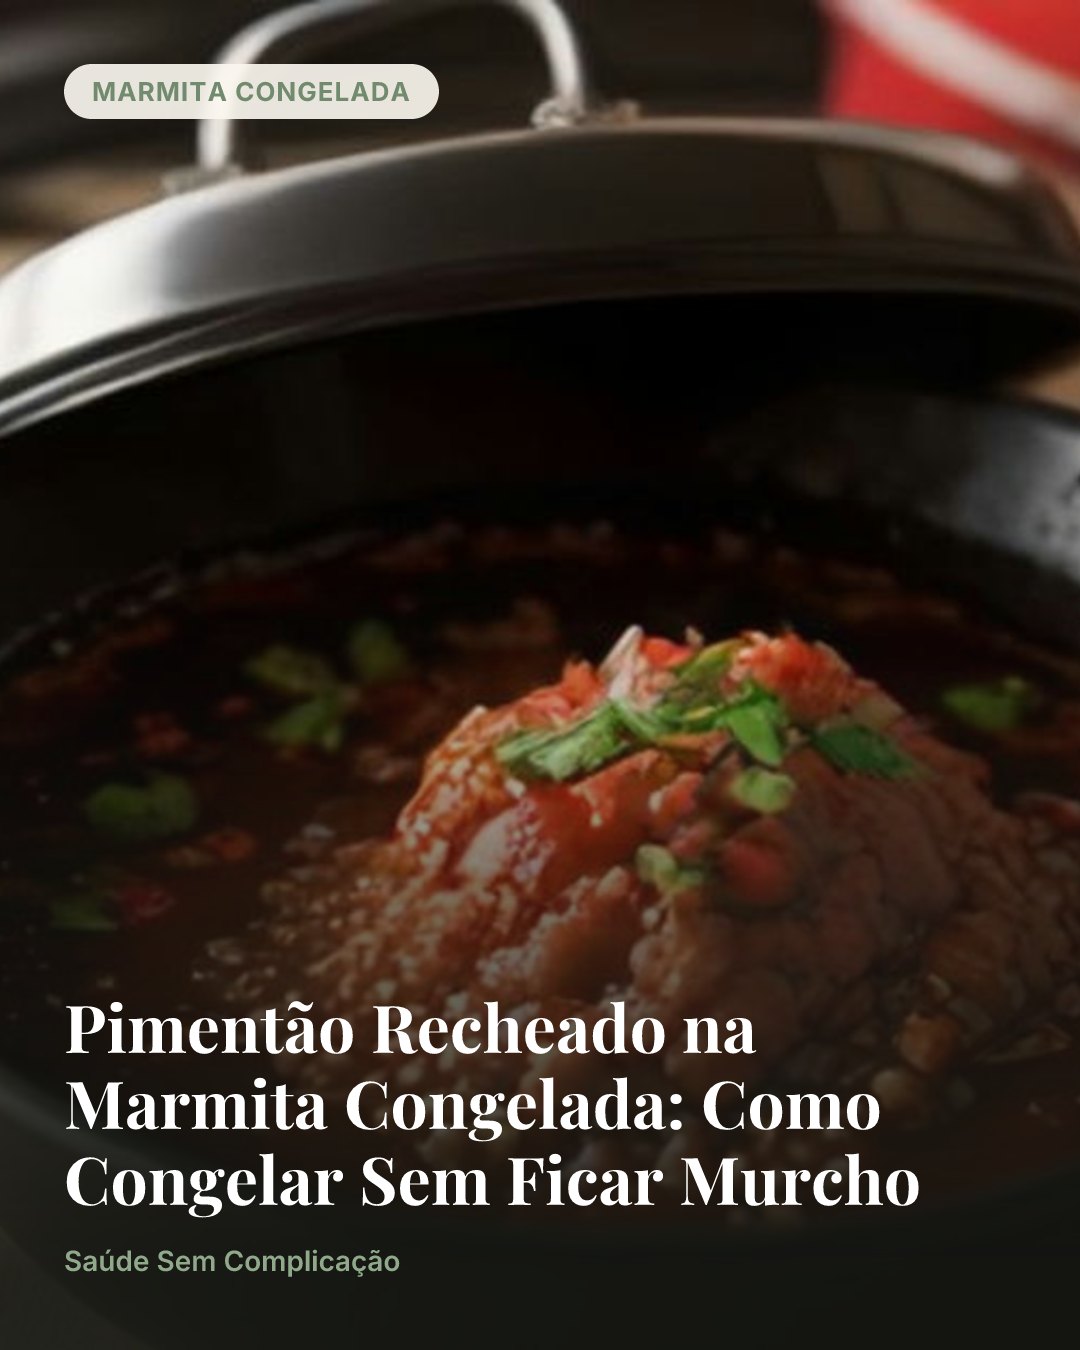 MARMITA CONGELADA
Pimentão Recheado na
Marmita Congelada: Como
Congelar Sem Ficar Murcho
Saúde Sem Complicação